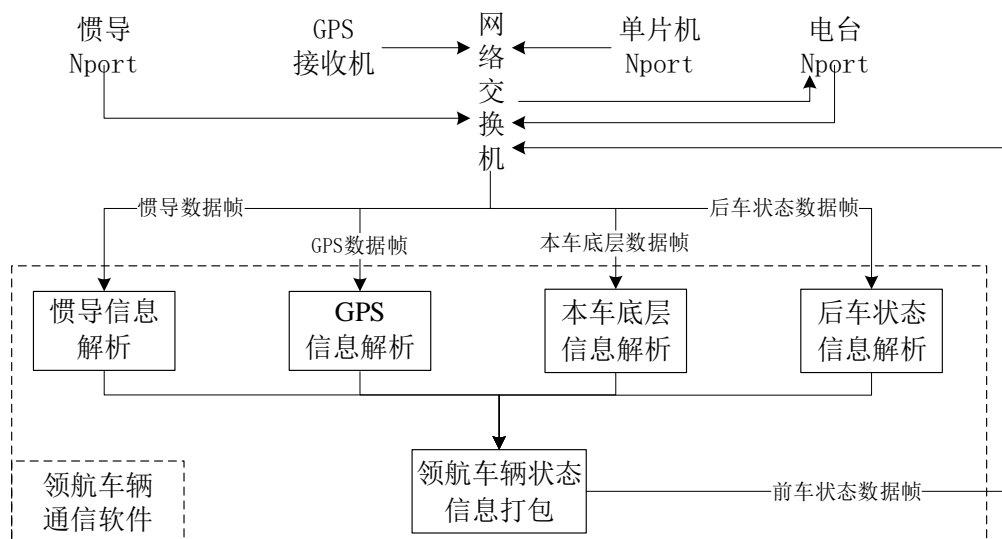 惯导
Nport
GPS
接收机
网
络
交
换
机
单片机
Nport
电台
Nport
惯导数据帧
GPS数据帧
本车底层数据帧
后车状态数据帧
惯导信息
解析
GPS
信息解析
本车底层
信息解析
后车状态
信息解析
领航车辆状态
信息打包
前车状态数据帧
领航车辆
通信软件